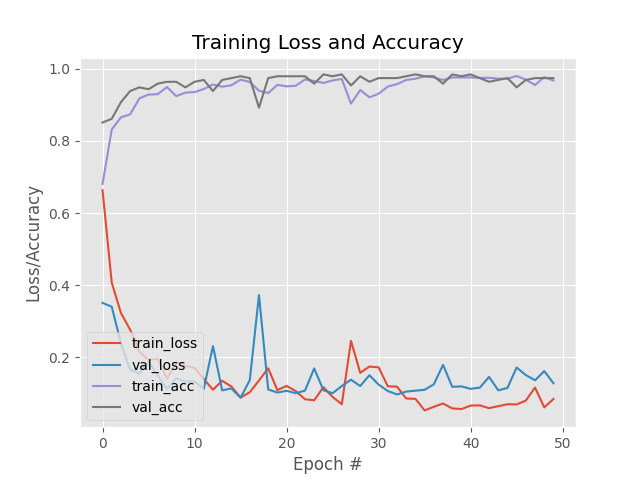 Training Loss and Accuracy
1.0
0.8
0.6
0.4
0.2
Loss/Accuracy
train_loss
val_loss
train_acc
val_acc
0 10 20 30 40 50
Epoch #